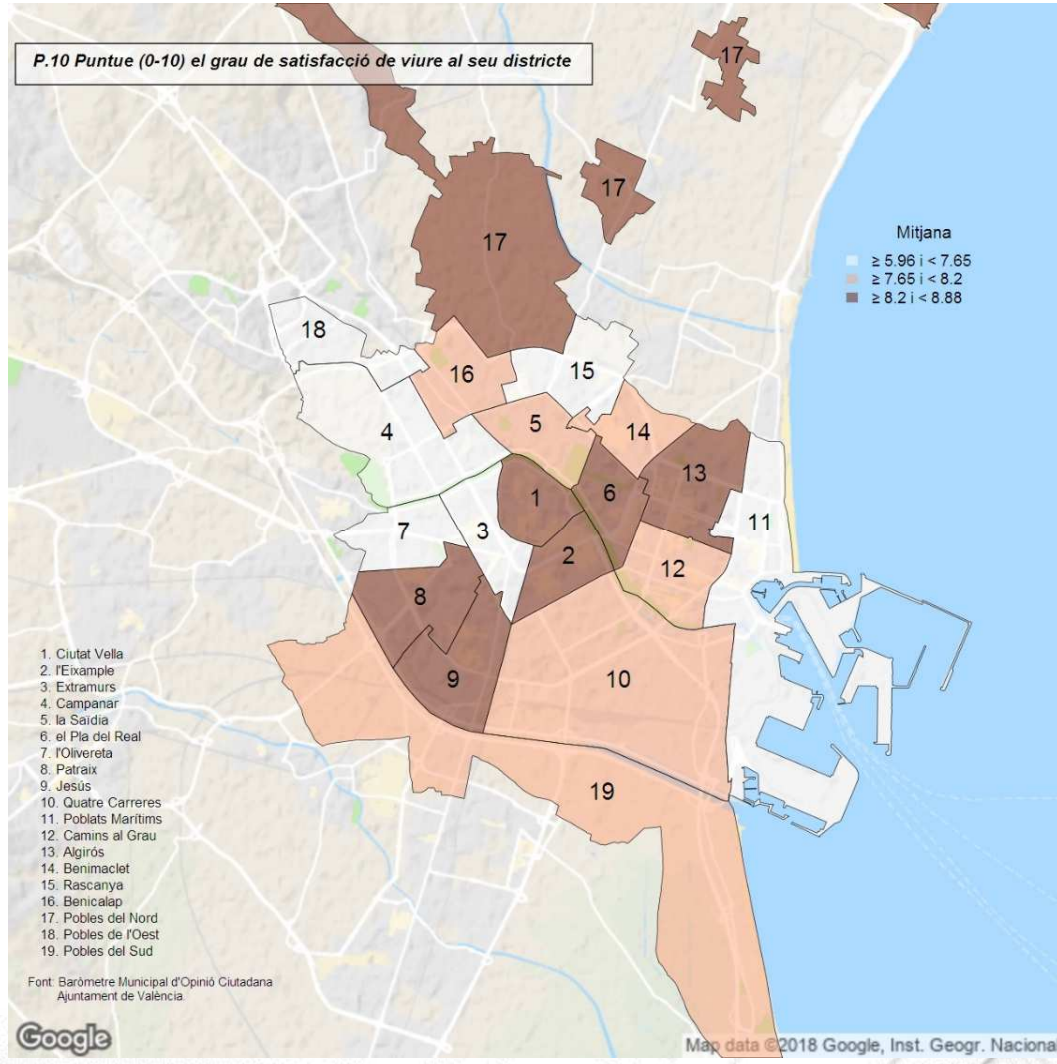 P.10 Puntue (0-10) el grau de satisfacció de viure al seu districte
17
17
17
Mitjana
≥ 5.96 i < 7.65
≥ 7.65 i < 8.2
≥ 8.2 i < 8.88
18
16
15
4
5
14
13
1
6
11
7
3
2
12
8
9
10
19
1. Ciutat Vella
2. l'Eixample
3. Extramurs
4. Campanar
5. la Saïdia
6. el Pla del Real
7. l'Olivereta
8. Patraix
9. Jesús
10. Quatre Carreres
11. Poblats Marítims
12. Camins al Grau
13. Algirós
14. Benimaclet
15. Rascanya
16. Benicalap
17. Pobles del Nord
18. Pobles de l'Oest
19. Pobles del Sud
Font: Baròmetre Municipal d'Opinió Ciutadana
Ajuntament de València.
Google
Map data ©2018 Google, Inst. Geogr. Naciona